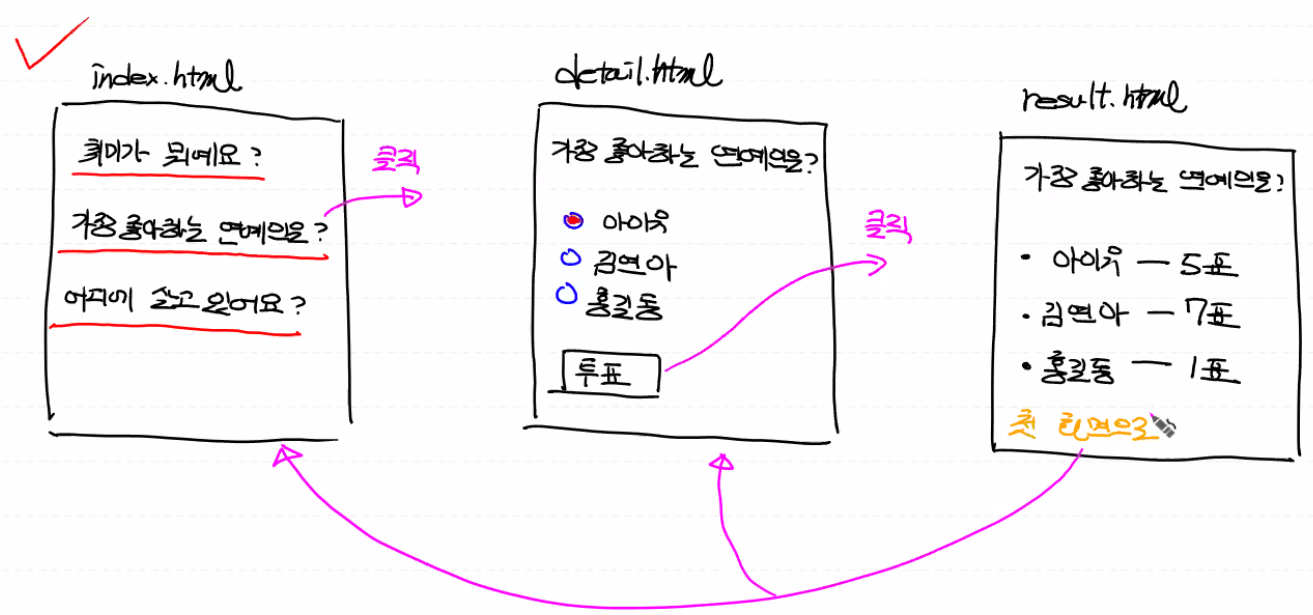 index.html
취미가 뭐예요?
가장 좋아하는 연예인은?
어디에 살고 있어요?
클릭
detail.html
가장 좋아하는 연예인은?
아이유
김연아
홍길동
투표
클릭
result.html
가장 좋아하는 연예인은?
• 아이유 — 5표
• 김연아 — 7표
• 홍길동 — 1표
첫 화면으로